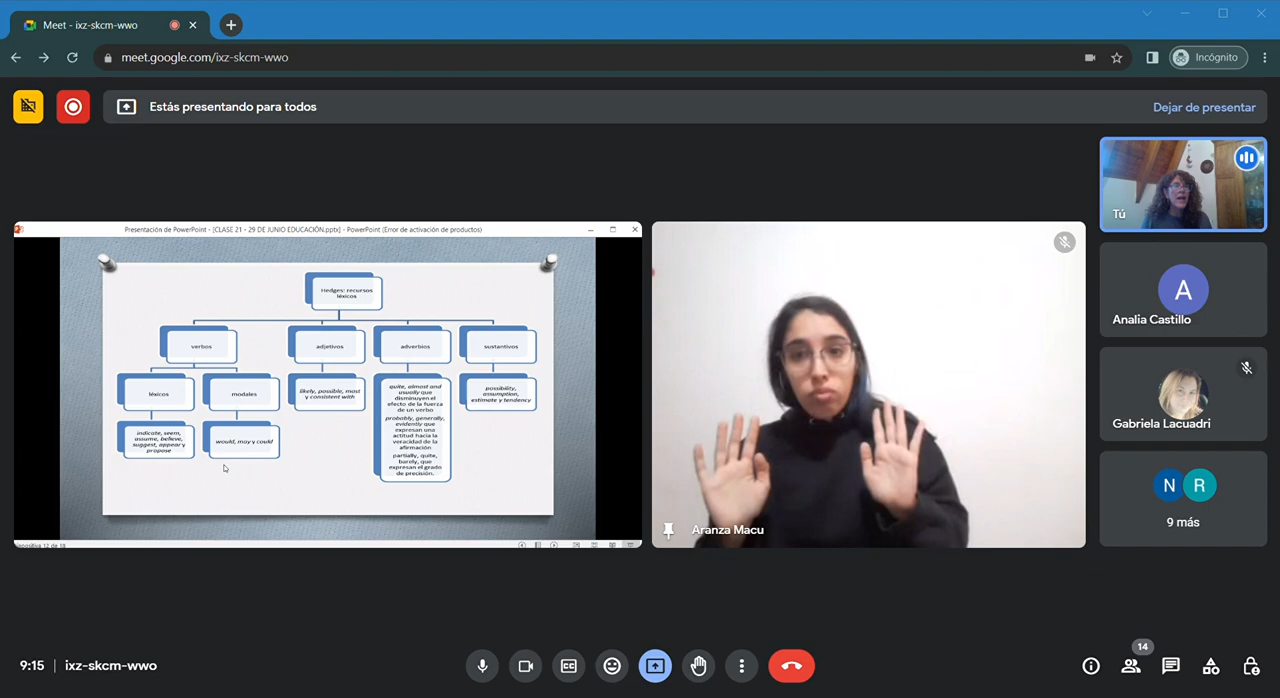 Meet - ixz-skcm-wwo
meet.google.com/ixz-skcm-wwo
Incógnito
Estás presentando para todos
Dejar de presentar
Presentación de PowerPoint - [CLASE 21 - 29 DE JUNIO EDUCACIÓN.pptx] - PowerPoint (Error de activación de productos)
Hedges: recursos
léxicos
verbos
adjetivos
adverbios
sustantivos
léxicos
modales
likely, possible, most
y consistent with
quite, almost and
usually que
disminuyen el
efecto de la fuerza
de un verbo
probably, generally,
evidently que
expresan una
actitud hacia la
veracidad de la
afirmación
partially, quite,
barely, que
expresan el grado
de precisión.
possibility,
assumption,
estimate y tendency
indicate, seem,
assume, believe,
suggest, appear y
propose
would, may y could
Diapositiva 12 de 19
Aranza Macu
Tú
A
Analia Castillo
Gabriela Lacuadri
N R
9 más
9:15 | ixz-skcm-wwo
14